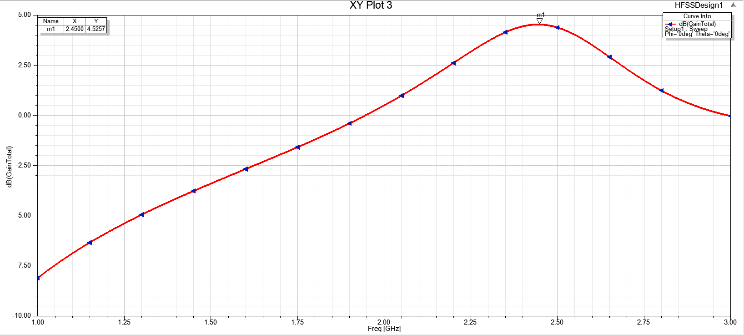 XY Plot 3
HFSSDesign1
Name X Y
m1 2.4500 4.5257
m1
Curve Info
dB(GainTotal)
Setup1 : Sweep
Phi='0deg' Theta='0deg'
5.00
2.50
0.00
2.50
5.00
7.50
10.00
dB(GainTotal)
1.00 1.25 1.50 1.75 2.00 2.25 2.50 2.75 3.00
Freq [GHz]